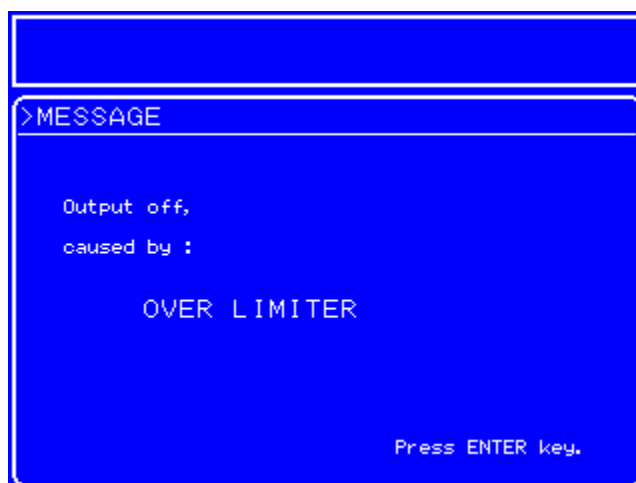 >MESSAGE
Output off,
caused by :
OVER LIMITER
Press ENTER key.